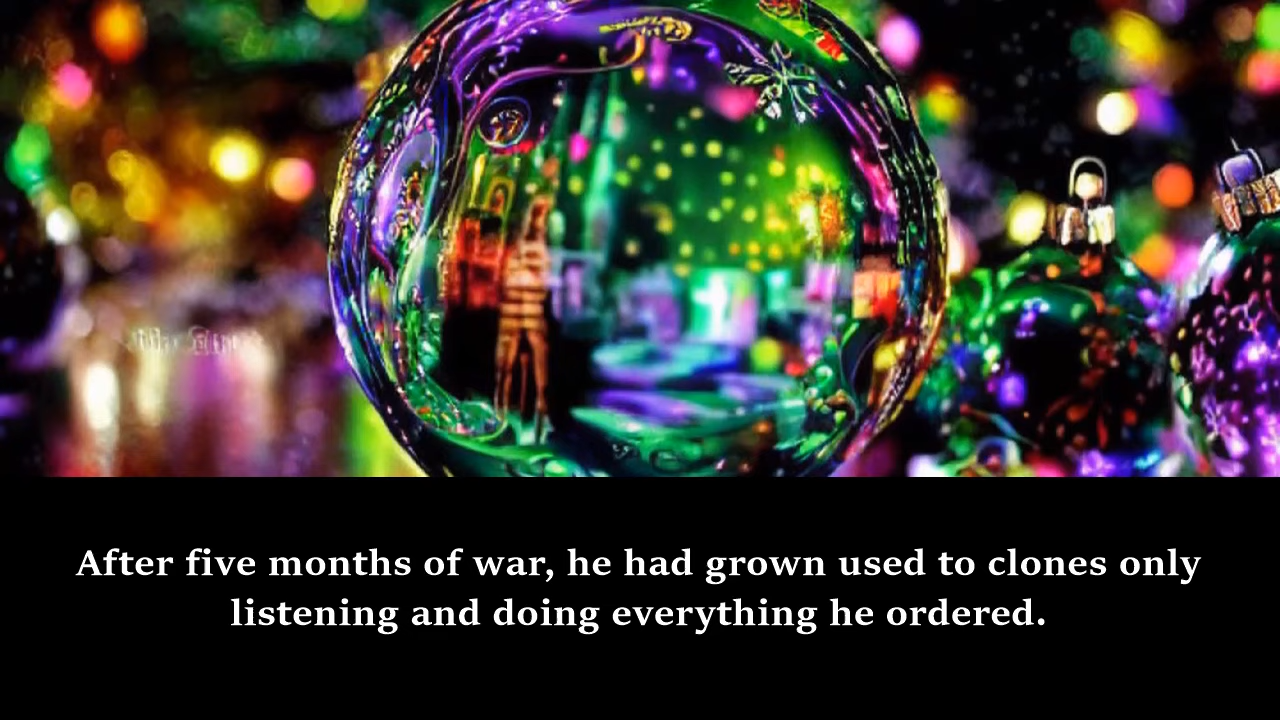 After five months of war, he had grown used to clones only
listening and doing everything he ordered.